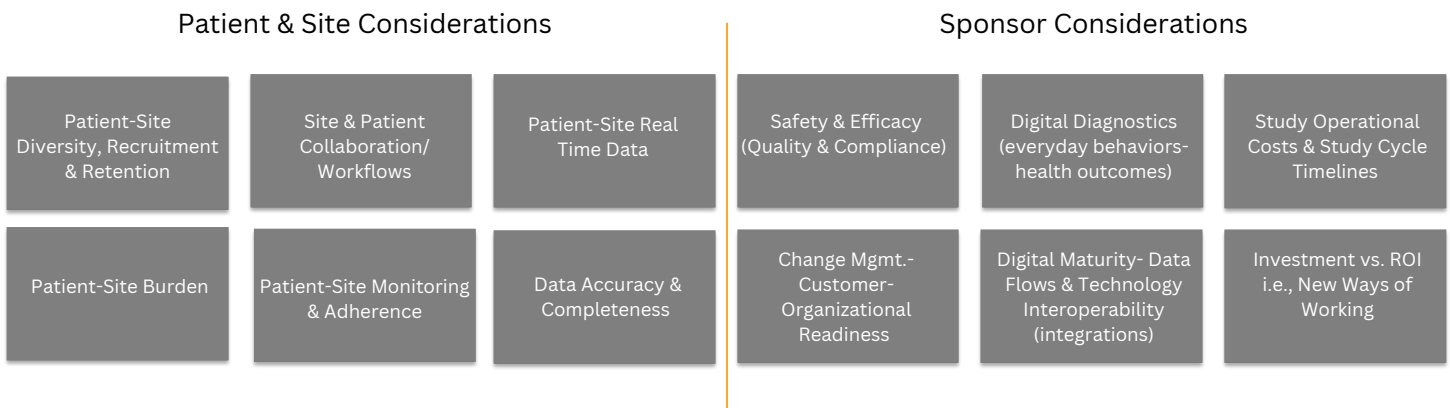 Patient & Site Considerations
Sponsor Considerations
Patient-Site
Diversity, Recruitment
& Retention
Site & Patient
Collaboration/
Workflows
Patient-Site Real
Time Data
Safety & Efficacy
(Quality & Compliance)
Digital Diagnostics
(everyday behaviors-
health outcomes)
Study Operational
Costs & Study Cycle
Timelines
Patient-Site Burden
Patient-Site Monitoring
& Adherence
Data Accuracy &
Completeness
Change Mgmt.-
Customer-
Organizational
Readiness
Digital Maturity- Data
Flows & Technology
Interoperability
(integrations)
Investment vs. ROI
i.e., New Ways of
Working